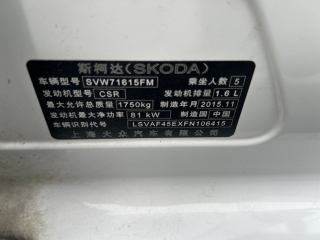 斯柯达(SKODA)
车辆型号 SVW71615FM 乘坐人数 5
发动机型号 CSR 发动机排量 1.6 L
最大允许总质量 1750kg 制造年月 2015.11
发动机最大净功率 81 kW 制造国 中国
车辆识别代号 LSVAF45EXFN106415
上海大众汽车有限公司